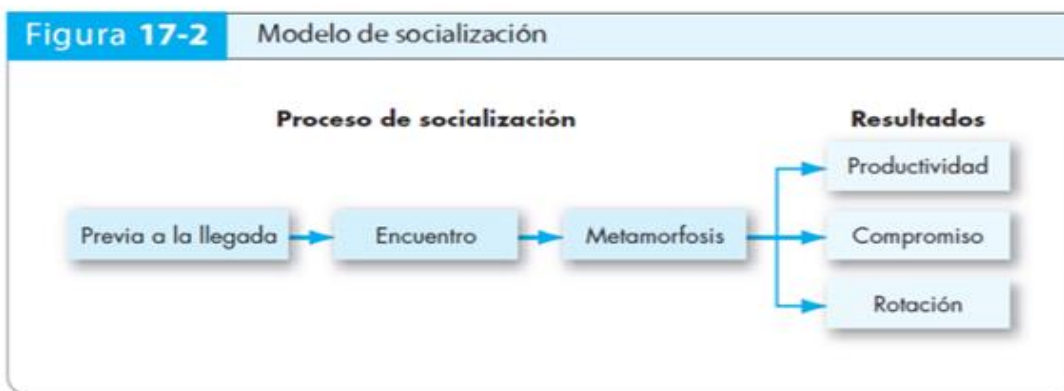 Figura 17-2 Modelo de socialización
Proceso de socialización
Resultados
Previa a la llegada
Encuentro
Metamorfosis
Productividad
Compromiso
Rotación